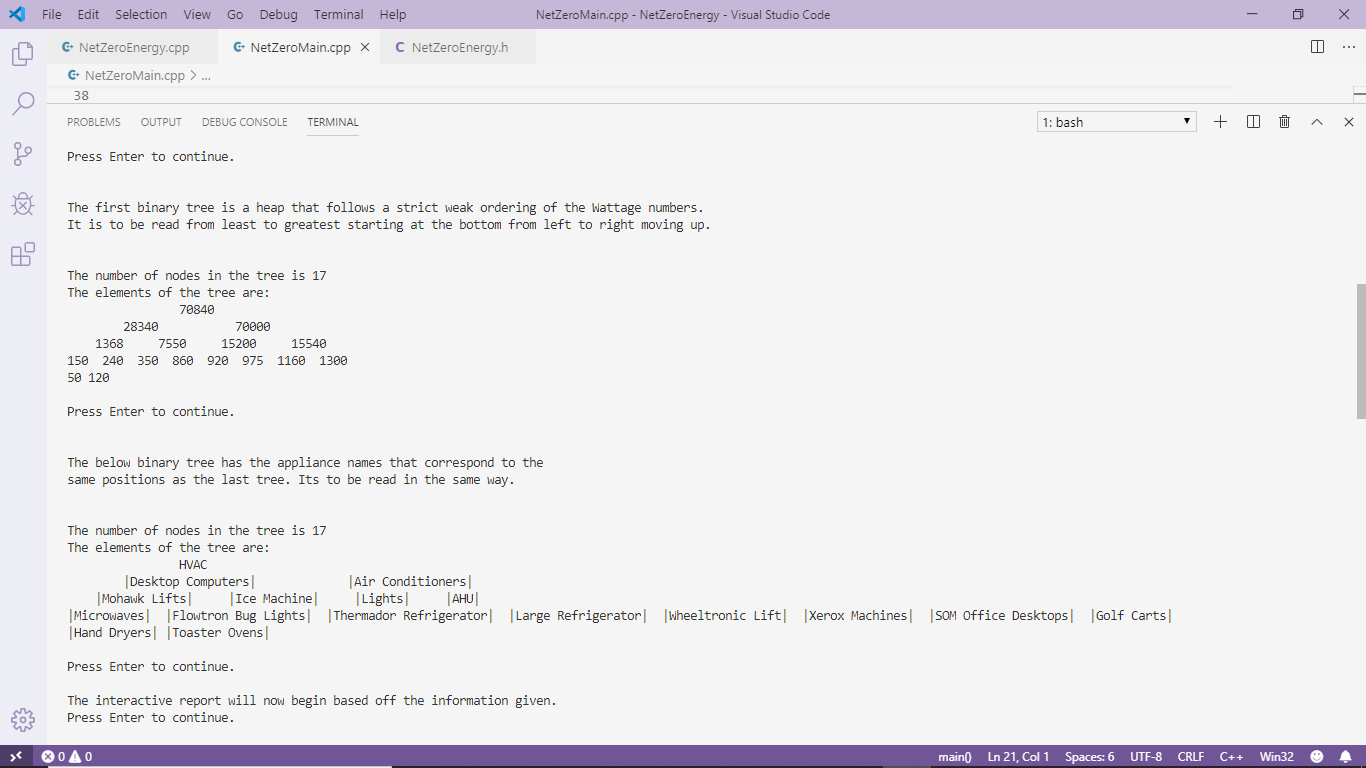 File Edit Selection View Go Debug Terminal Help NetZeroMain.cpp - NetZeroEnergy - Visual Studio Code
NetZeroEnergy.cpp NetZeroMain.cpp NetZeroEnergy.h
NetZeroMain.cpp > ...
38
PROBLEMS OUTPUT DEBUG CONSOLE TERMINAL 1: bash
Press Enter to continue.
The first binary tree is a heap that follows a strict weak ordering of the Wattage numbers.
It is to be read from least to greatest starting at the bottom from left to right moving up.
The number of nodes in the tree is 17
The elements of the tree are:
70840
28340 70000
1368 7550 15200 15540
150 240 350 860 920 975 1160 1300
50 120
Press Enter to continue.
The below binary tree has the appliance names that correspond to the
same positions as the last tree. Its to be read in the same way.
The number of nodes in the tree is 17
The elements of the tree are:
HVAC
|Desktop Computers| |Air Conditioners|
|Mohawk Lifts| |Ice Machine| |Lights| |AHU|
|Microwaves| |Flowtron Bug Lights| |Thermador Refrigerator| |Large Refrigerator| |Wheeltronic Lift| |Xerox Machines| |SOM Office Desktops| |Golf Carts|
|Hand Dryers| |Toaster Ovens|
Press Enter to continue.
The interactive report will now begin based off the information given.
Press Enter to continue.
0 0 main() Ln 21, Col 1 Spaces: 6 UTF-8 CRLF C++ Win32